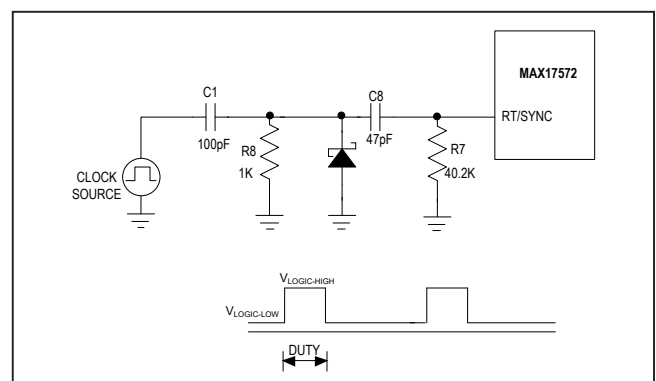 MAX17572
C1
C8
RT/SYNC
100pF
47pF
R8
1K
R7
40.2K
CLOCK
SOURCE
VLOGIC-HIGH
VLOGIC-LOW
DUTY